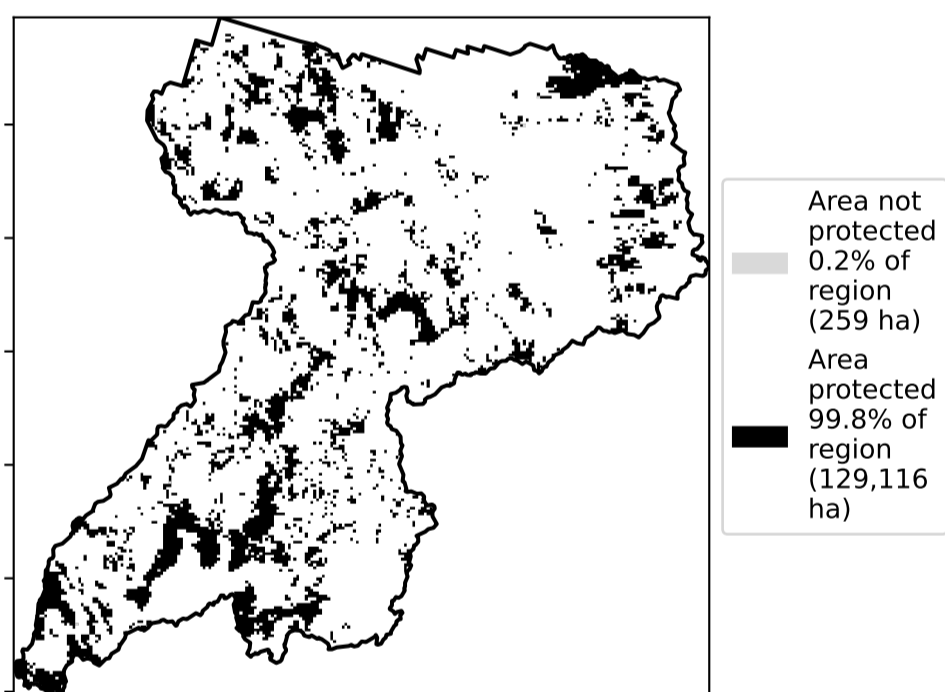 Area not
protected
0.2% of
region
(259 ha)
Area
protected
99.8% of
region
(129,116
ha)